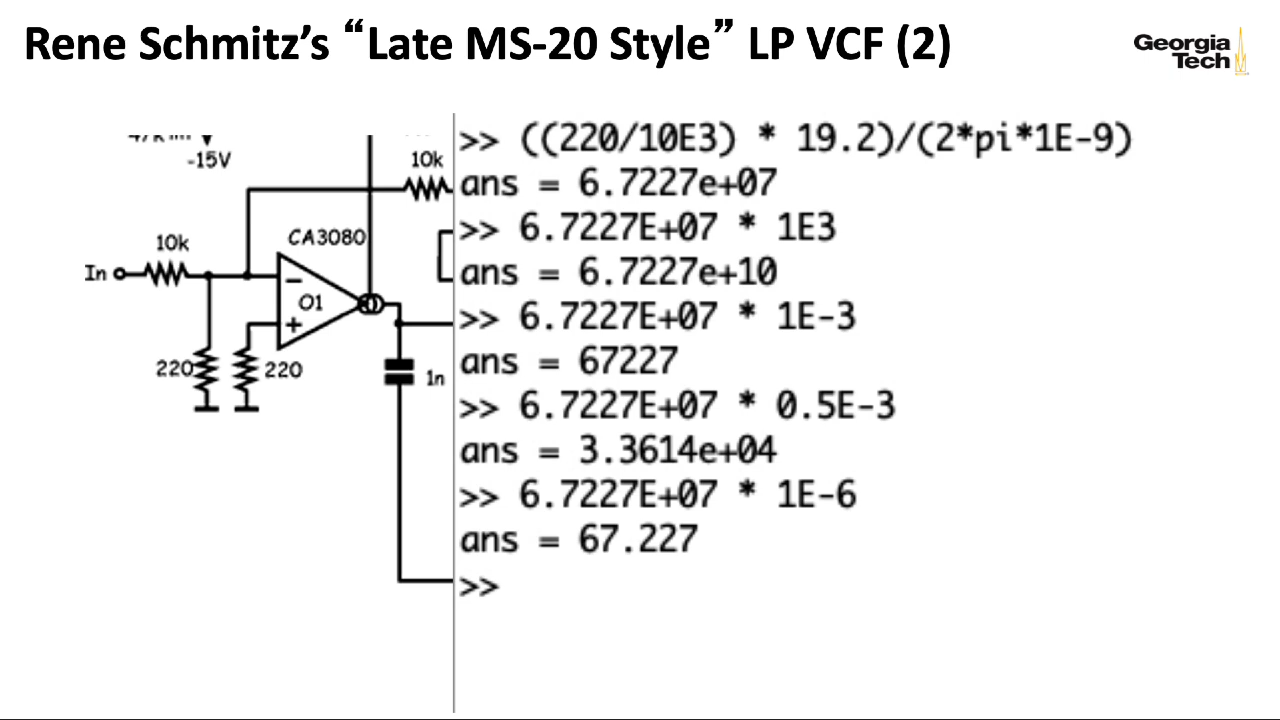 Rene Schmitz’s “Late MS-20 Style” LP VCF (2)
Georgia
Tech
-15V
10k
10k
CA3080
In
O1
220
220
1n
>> ((220/10E3) * 19.2)/(2*pi*1E-9)
ans = 6.7227e+07
>> 6.7227E+07 * 1E3
ans = 6.7227e+10
>> 6.7227E+07 * 1E-3
ans = 67227
>> 6.7227E+07 * 0.5E-3
ans = 3.3614e+04
>> 6.7227E+07 * 1E-6
ans = 67.227
>>